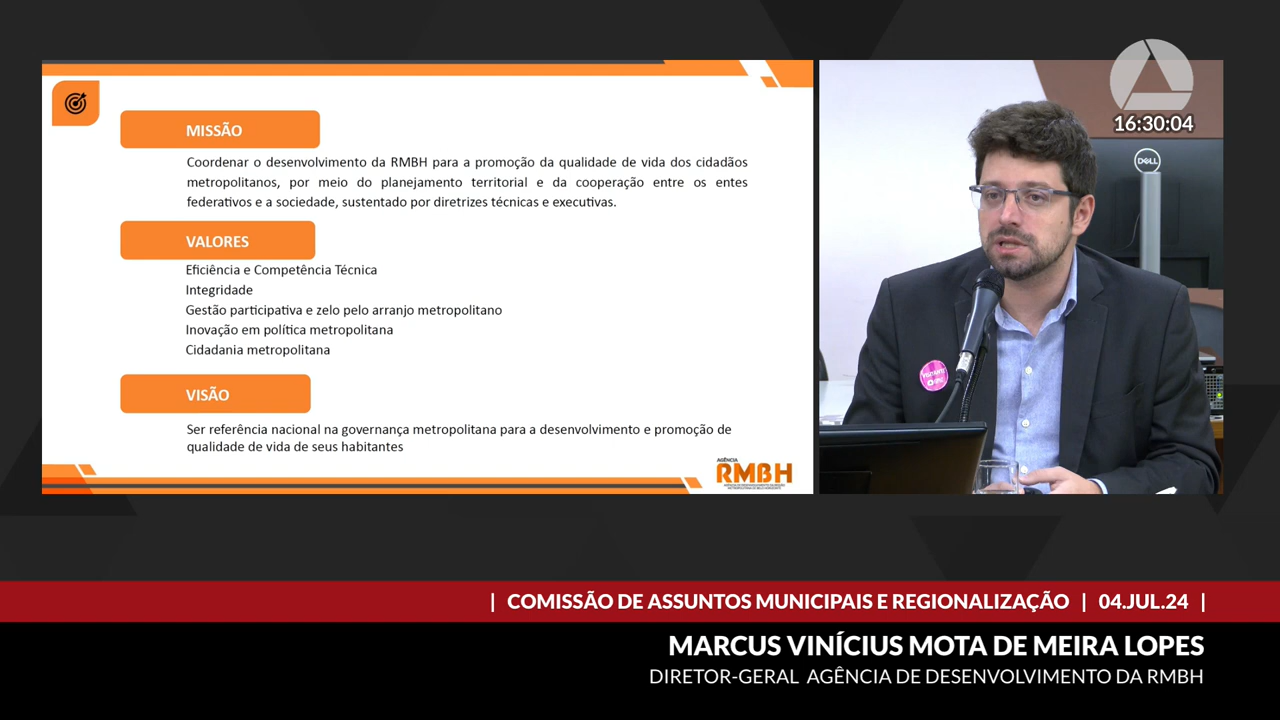 MISSÃO
Coordenar o desenvolvimento da RMBH para a promoção da qualidade de vida dos cidadãos
metropolitanos, por meio do planejamento territorial e da cooperação entre os entes
federativos e a sociedade, sustentado por diretrizes técnicas e executivas.
VALORES
Eficiência e Competência Técnica
Integridade
Gestão participativa e zelo pelo arranjo metropolitano
Inovação em política metropolitana
Cidadania metropolitana
VISÃO
Ser referência nacional na governança metropolitana para a desenvolvimento e promoção de
qualidade de vida de seus habitantes
AGÊNCIA
RMBH
16:30:04
DELL
| COMISSÃO DE ASSUNTOS MUNICIPAIS E REGIONALIZAÇÃO | 04.JUL.24 |
MARCUS VINÍCIUS MOTA DE MEIRA LOPES
DIRETOR-GERAL AGÊNCIA DE DESENVOLVIMENTO DA RMBH